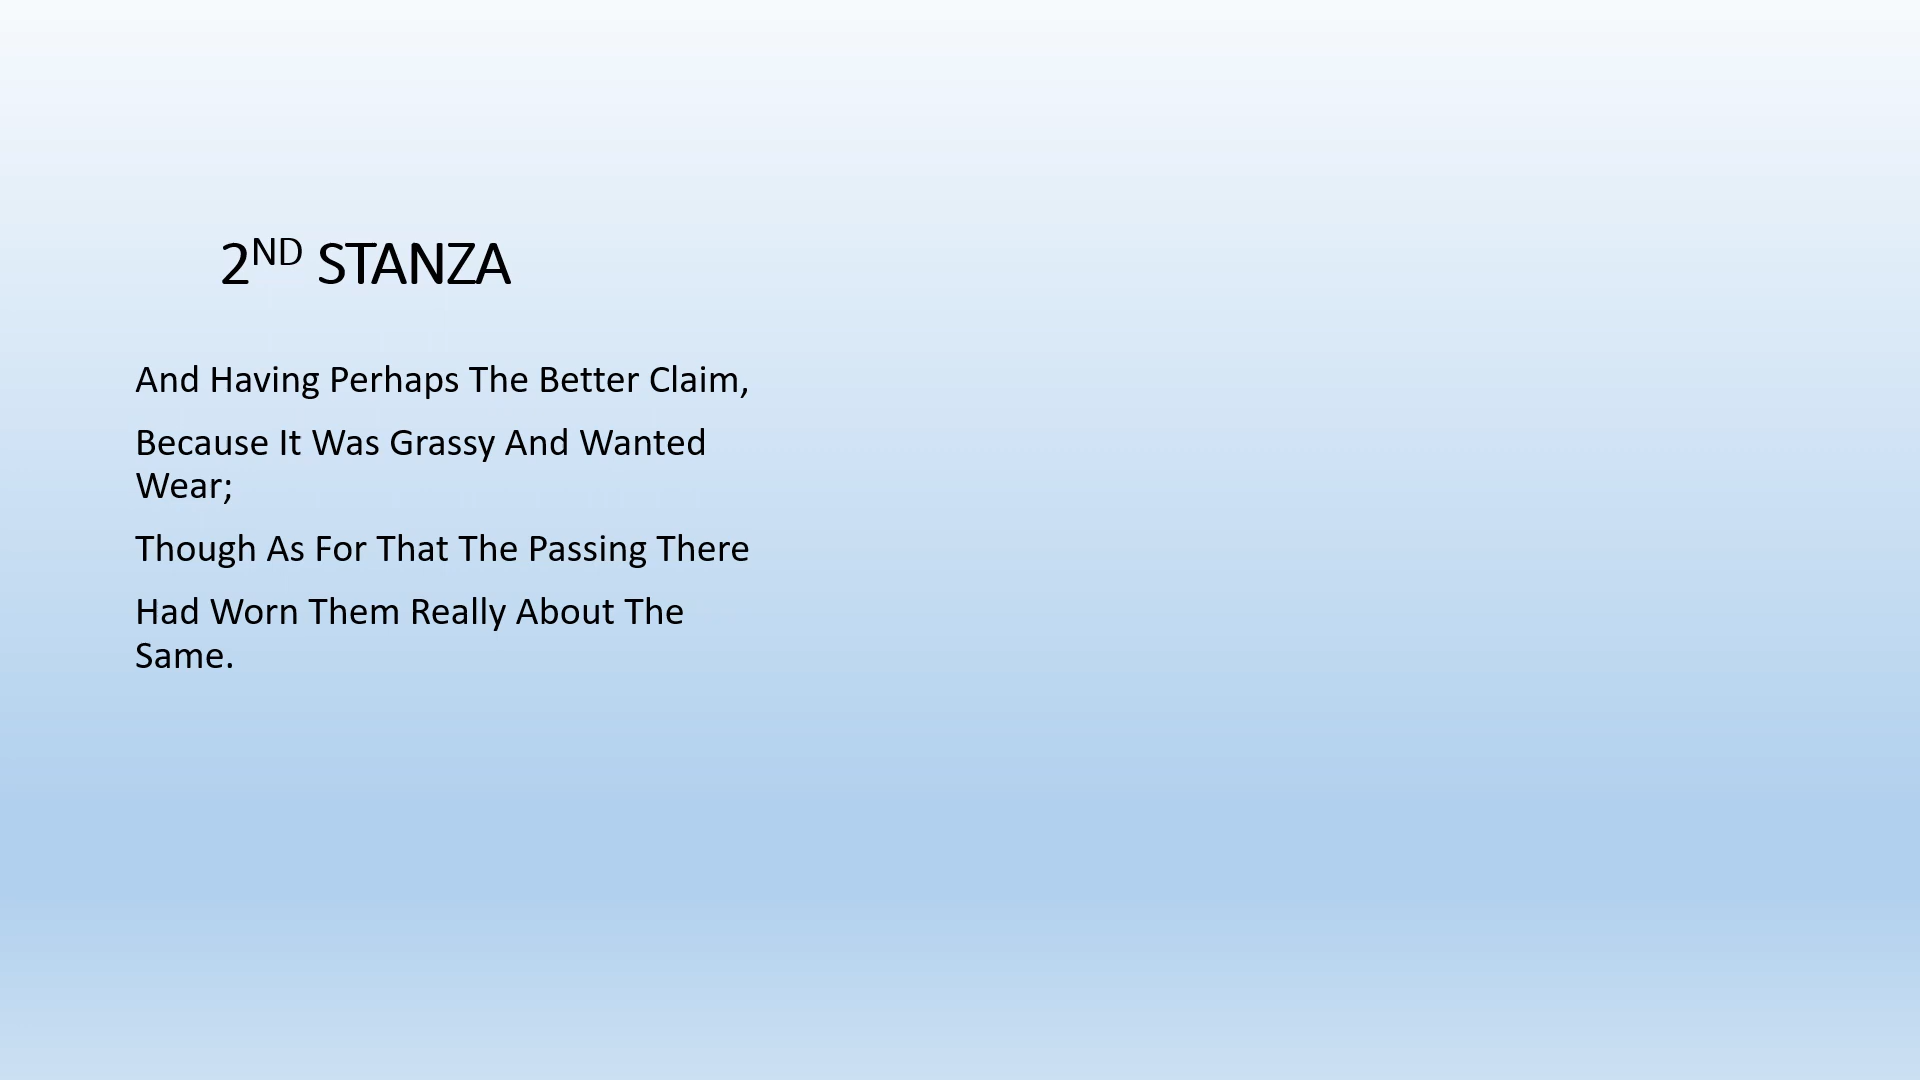 2ND STANZA
And Having Perhaps The Better Claim,
Because It Was Grassy And Wanted
Wear;
Though As For That The Passing There
Had Worn Them Really About The
Same.